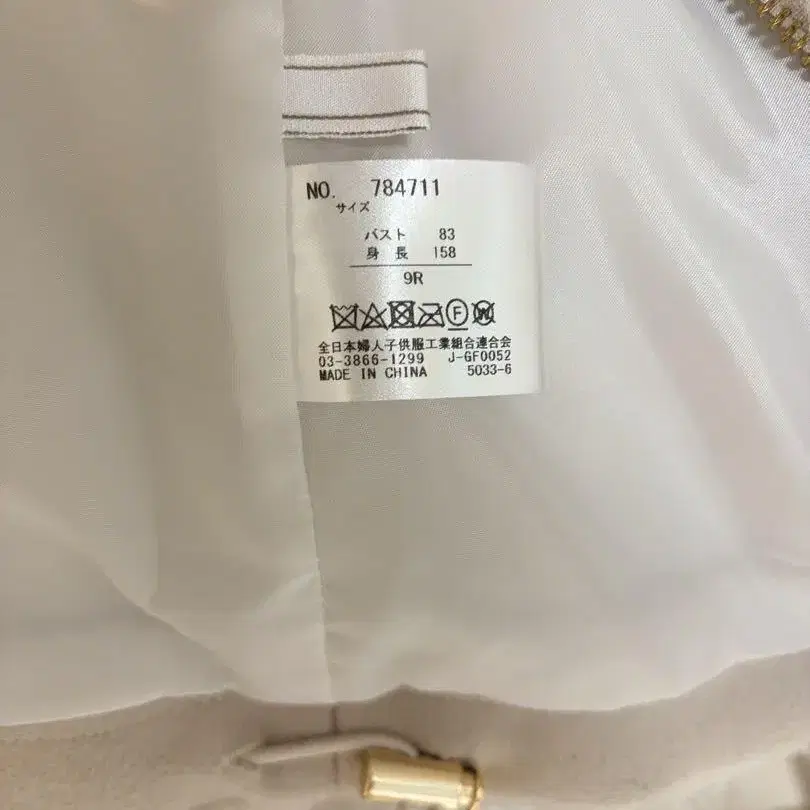 NO. 784711
サイズ
バスト 83
身長 158
9R
F W
全日本婦人子供服工業組合連合会
03-3866-1299 J-GF0052
MADE IN CHINA 5033-6